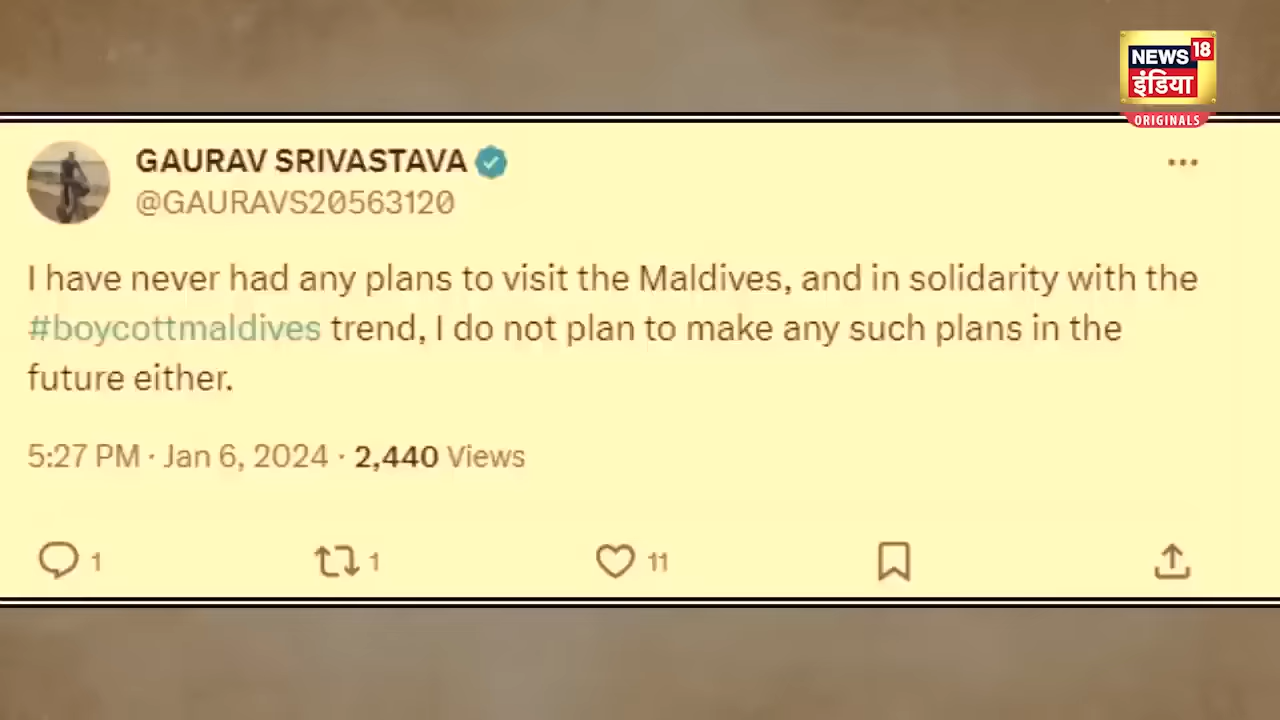 NEWS 18
इंडिया
ORIGINALS
GAURAV SRIVASTAVA
@GAURAVS20563120
I have never had any plans to visit the Maldives, and in solidarity with the
#boycottmaldives trend, I do not plan to make any such plans in the
future either.
5:27 PM · Jan 6, 2024 · 2,440 Views
1 1 11